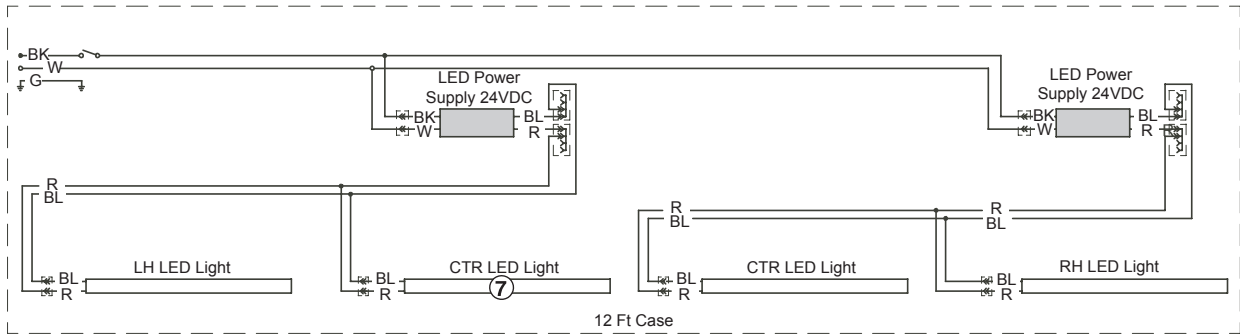 BK
W
G
LED Power
Supply 24VDC
BK
W
BL
R
LED Power
Supply 24VDC
BK
W
BL
R
R
BL
R
BL
R
BL
LH LED Light
BL
R
CTR LED Light
BL
R
7
CTR LED Light
BL
R
RH LED Light
BL
R
12 Ft Case